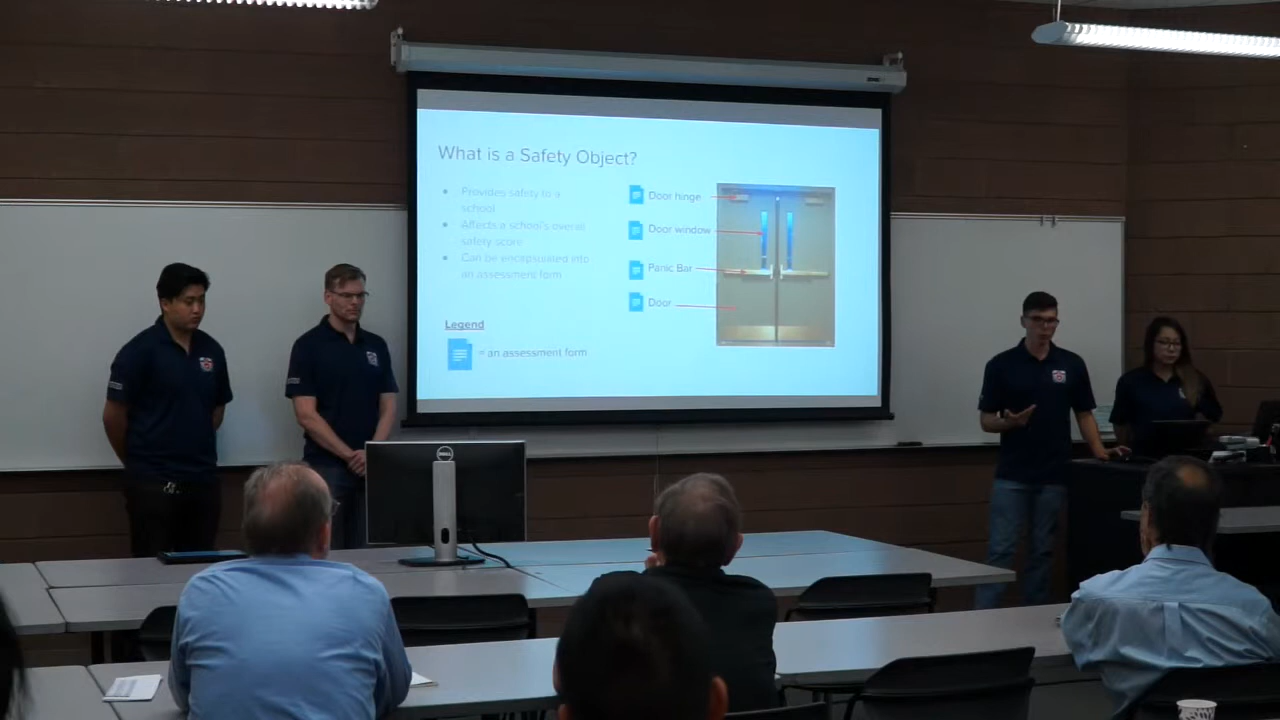 What is a Safety Object?
Provides safety to a
school
Affects a school's overall
safety score
Can be encapsulated into
an assessment form
Legend
= an assessment form
Door hinge
Door window
Panic Bar
Door
DELL